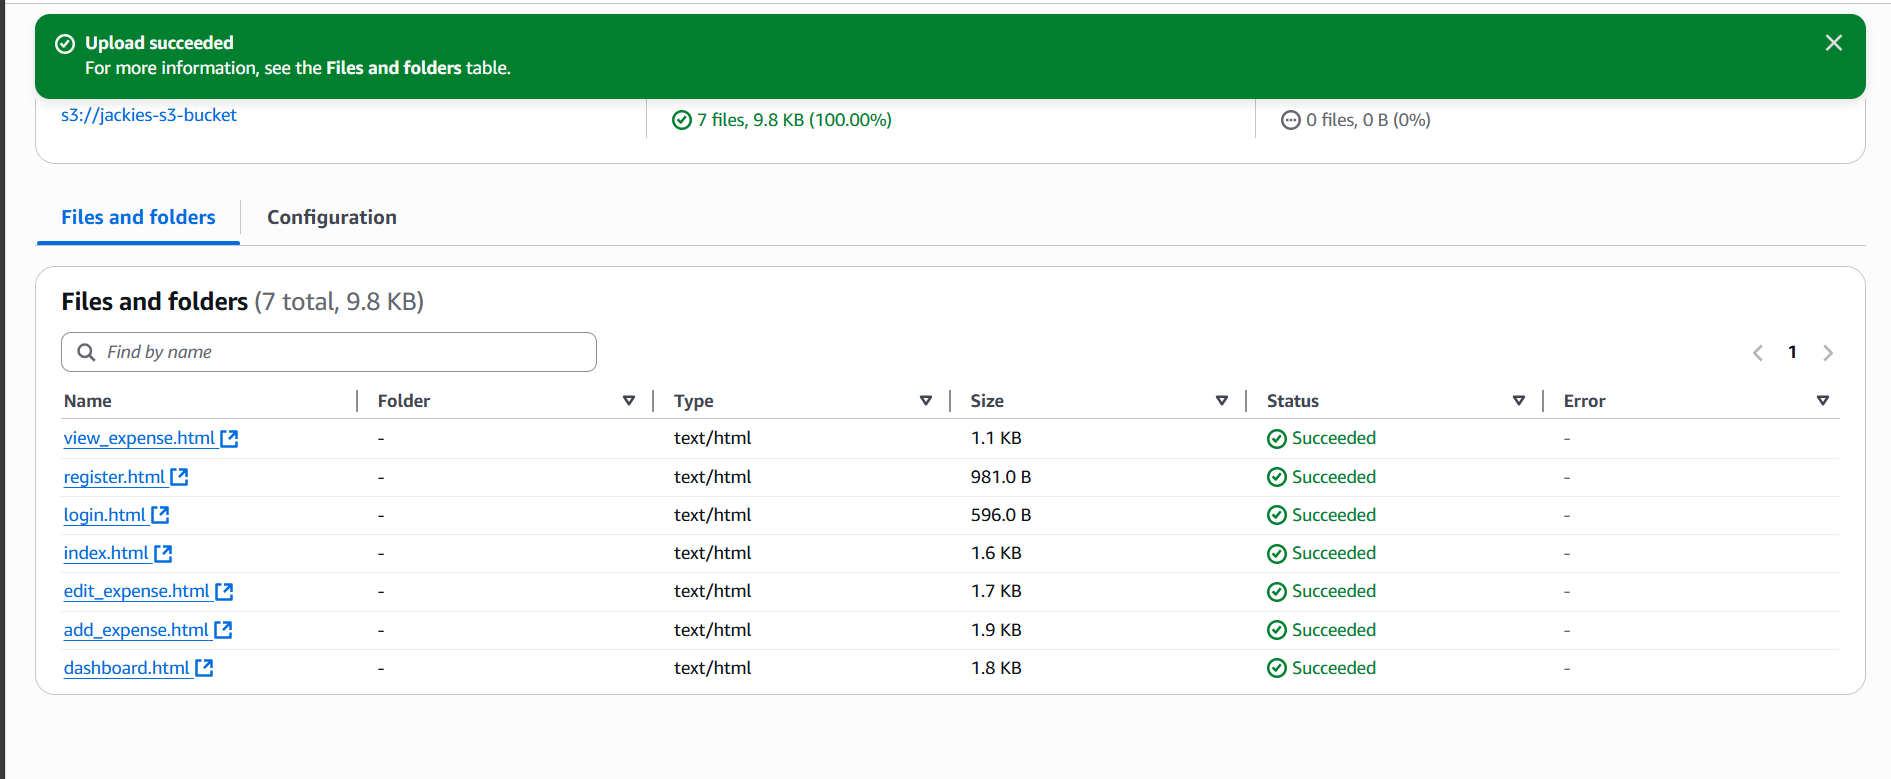 Upload succeeded
For more information, see the Files and folders table.
s3://jackies-s3-bucket
7 files, 9.8 KB (100.00%)
0 files, 0 B (0%)
Files and folders
Configuration
Files and folders (7 total, 9.8 KB)
Find by name
1
Name Folder Type Size Status Error
view_expense.html - text/html 1.1 KB Succeeded -
register.html - text/html 981.0 B Succeeded -
login.html - text/html 596.0 B Succeeded -
index.html - text/html 1.6 KB Succeeded -
edit_expense.html - text/html 1.7 KB Succeeded -
add_expense.html - text/html 1.9 KB Succeeded -
dashboard.html - text/html 1.8 KB Succeeded -